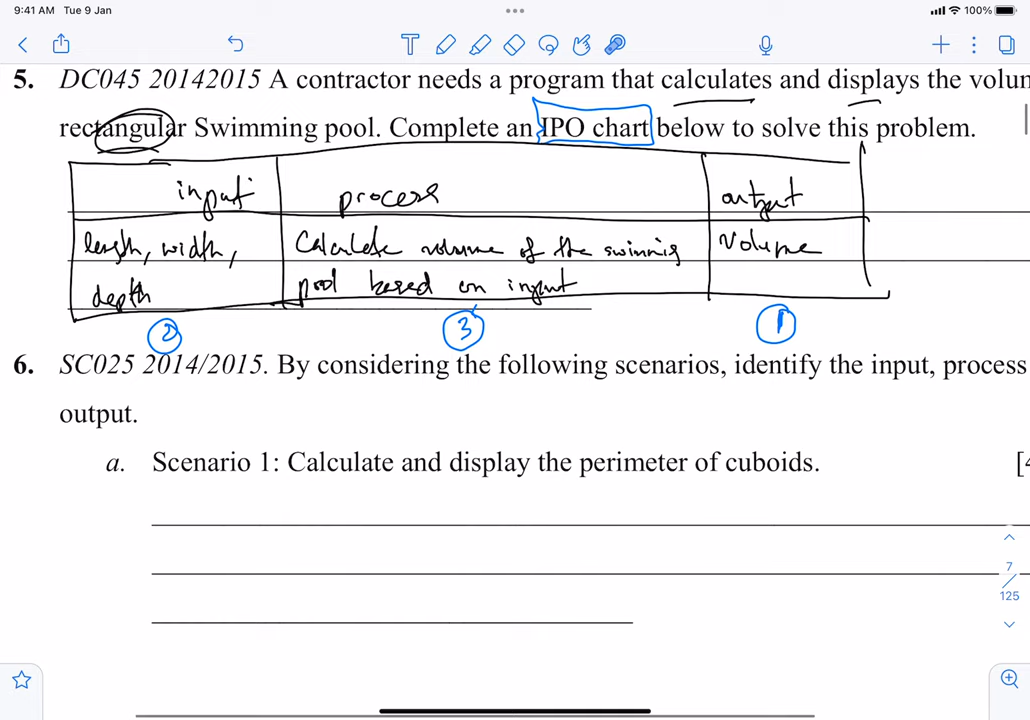 9:41 AM Tue 9 Jan
100%
5. DC045 20142015 A contractor needs a program that calculates and displays the volum
rectangular Swimming pool. Complete an IPO chart below to solve this problem.
input process output
length, width, Calculate volume of the swimming Volume
depth pool based on input
2 3 1
6. SC025 2014/2015. By considering the following scenarios, identify the input, process
output.
a. Scenario 1: Calculate and display the perimeter of cuboids. [4
7
125